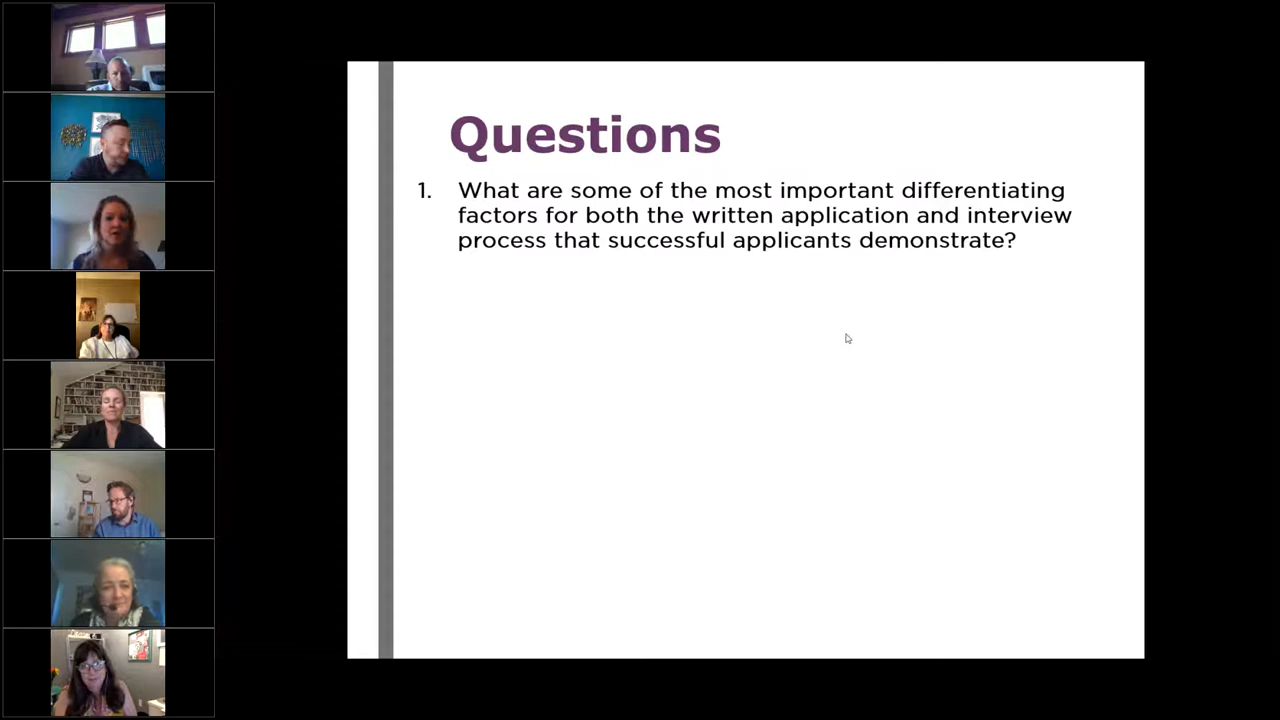 Questions
1. What are some of the most important differentiating
factors for both the written application and interview
process that successful applicants demonstrate?